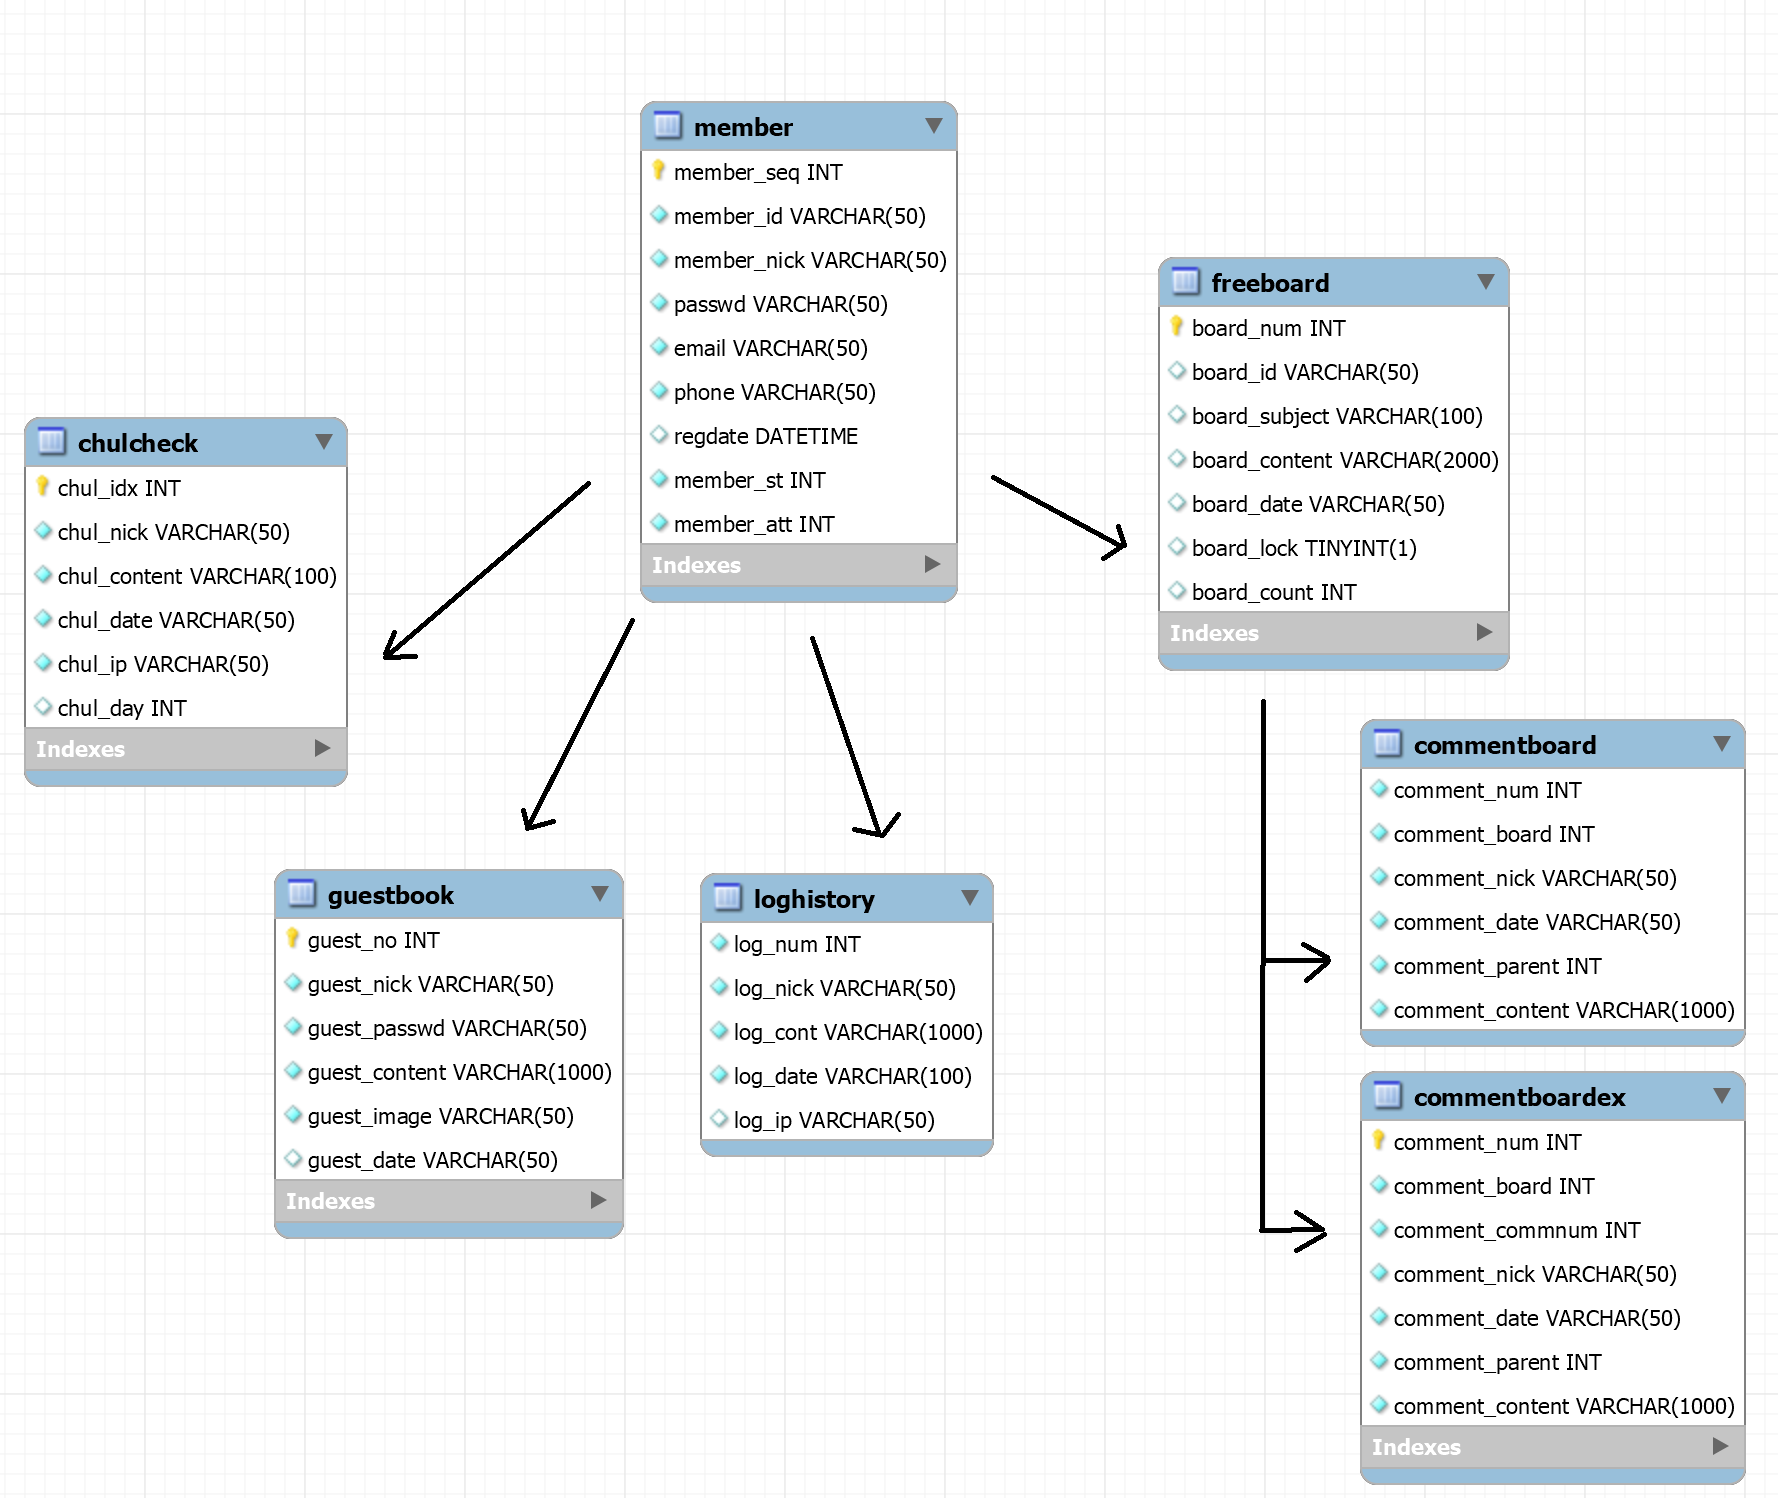 member
member_seq INT
member_id VARCHAR(50)
member_nick VARCHAR(50)
passwd VARCHAR(50)
email VARCHAR(50)
phone VARCHAR(50)
regdate DATETIME
member_st INT
member_att INT
Indexes
freeboard
board_num INT
board_id VARCHAR(50)
board_subject VARCHAR(100)
board_content VARCHAR(2000)
board_date VARCHAR(50)
board_lock TINYINT(1)
board_count INT
Indexes
chulcheck
chul_idx INT
chul_nick VARCHAR(50)
chul_content VARCHAR(100)
chul_date VARCHAR(50)
chul_ip VARCHAR(50)
chul_day INT
Indexes
guestbook
guest_no INT
guest_nick VARCHAR(50)
guest_passwd VARCHAR(50)
guest_content VARCHAR(1000)
guest_image VARCHAR(50)
guest_date VARCHAR(50)
Indexes
loghistory
log_num INT
log_nick VARCHAR(50)
log_cont VARCHAR(1000)
log_date VARCHAR(100)
log_ip VARCHAR(50)
commentboard
comment_num INT
comment_board INT
comment_nick VARCHAR(50)
comment_date VARCHAR(50)
comment_parent INT
comment_content VARCHAR(1000)
commentboardex
comment_num INT
comment_board INT
comment_commnum INT
comment_nick VARCHAR(50)
comment_date VARCHAR(50)
comment_parent INT
comment_content VARCHAR(1000)
Indexes